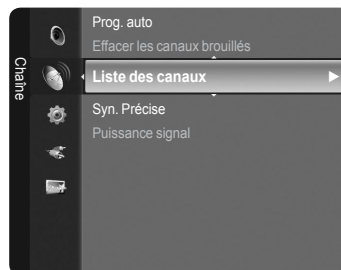 Chaîne
Prog. auto
Effacer les canaux brouillés
Liste des canaux
Syn. Précise
Puissance signal